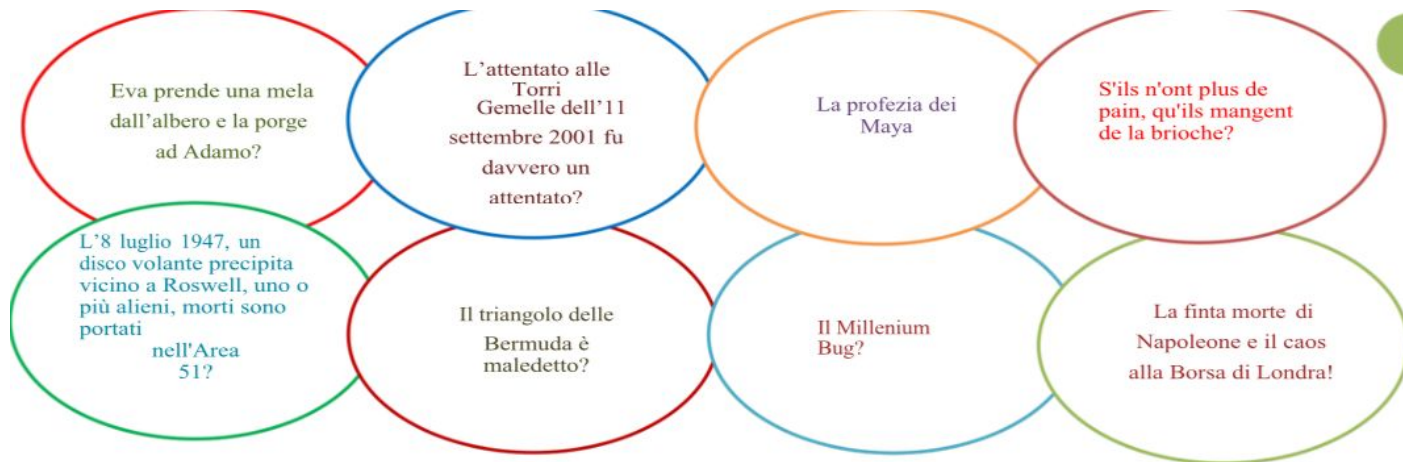 Eva prende una mela
dall'albero e la porge
ad Adamo?
L'attentato alle
Torri
Gemelle dell'11
settembre 2001 fu
davvero un
attentato?
La profezia dei
Maya
S'ils n'ont plus de
pain, qu'ils mangent
de la brioche?
L'8 luglio 1947, un
disco volante precipita
vicino a Roswell, uno o
più alieni, morti sono
portati
nell'Area
51?
Il triangolo delle
Bermuda è
maledetto?
Il Millenium
Bug?
La finta morte di
Napoleone e il caos
alla Borsa di Londra!